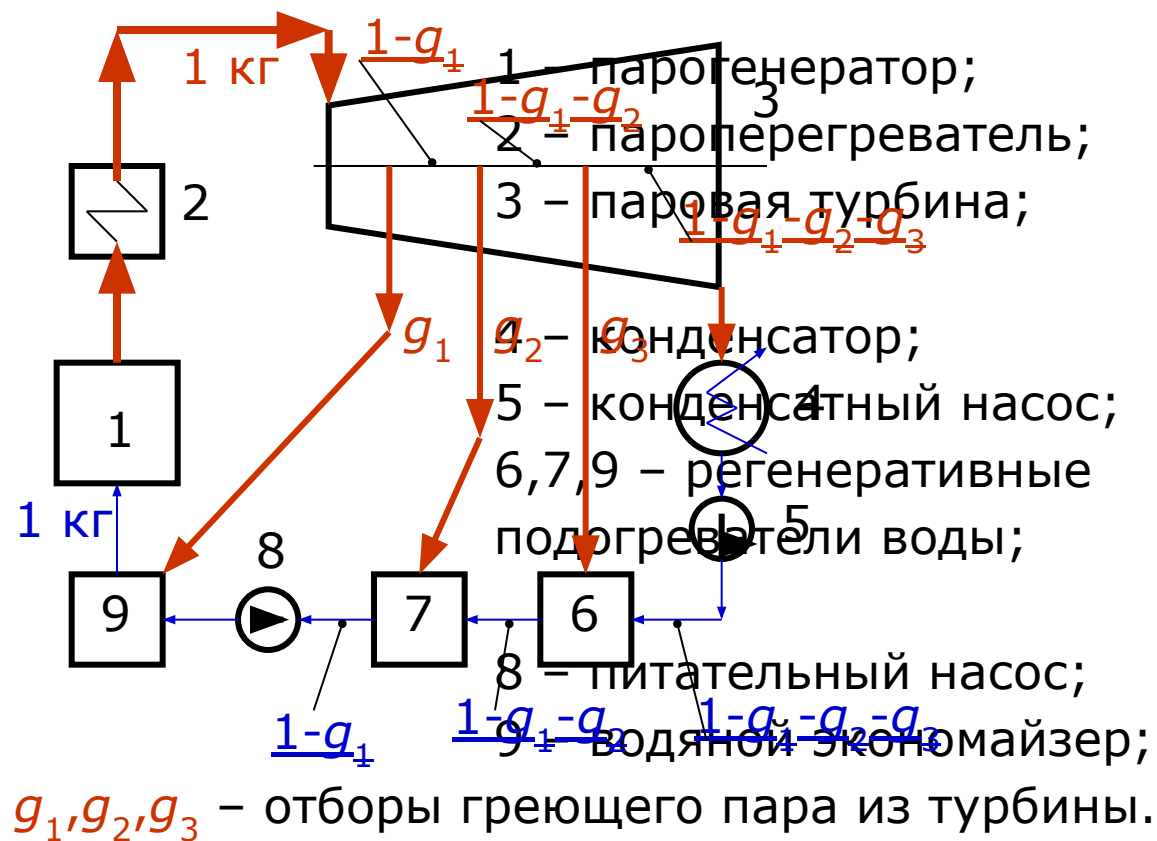 1 кг
1-g1
1 – парогенератор;
3
1-g1-g2
2 – пароперегреватель;
2
3 – паровая турбина;
1-g1-g2-g3
g1
g2
g3
4 – конденсатор;
4
5 – конденсатный насос;
1
6,7,9 – регенеративные
1 кг
5
подогреватели воды;
8
9
7
6
8 – питательный насос;
1-g1
1-g1-g2
1-g1-g2-g3
9 – водяной экономайзер;
g1,g2,g3 – отборы греющего пара из турбины.